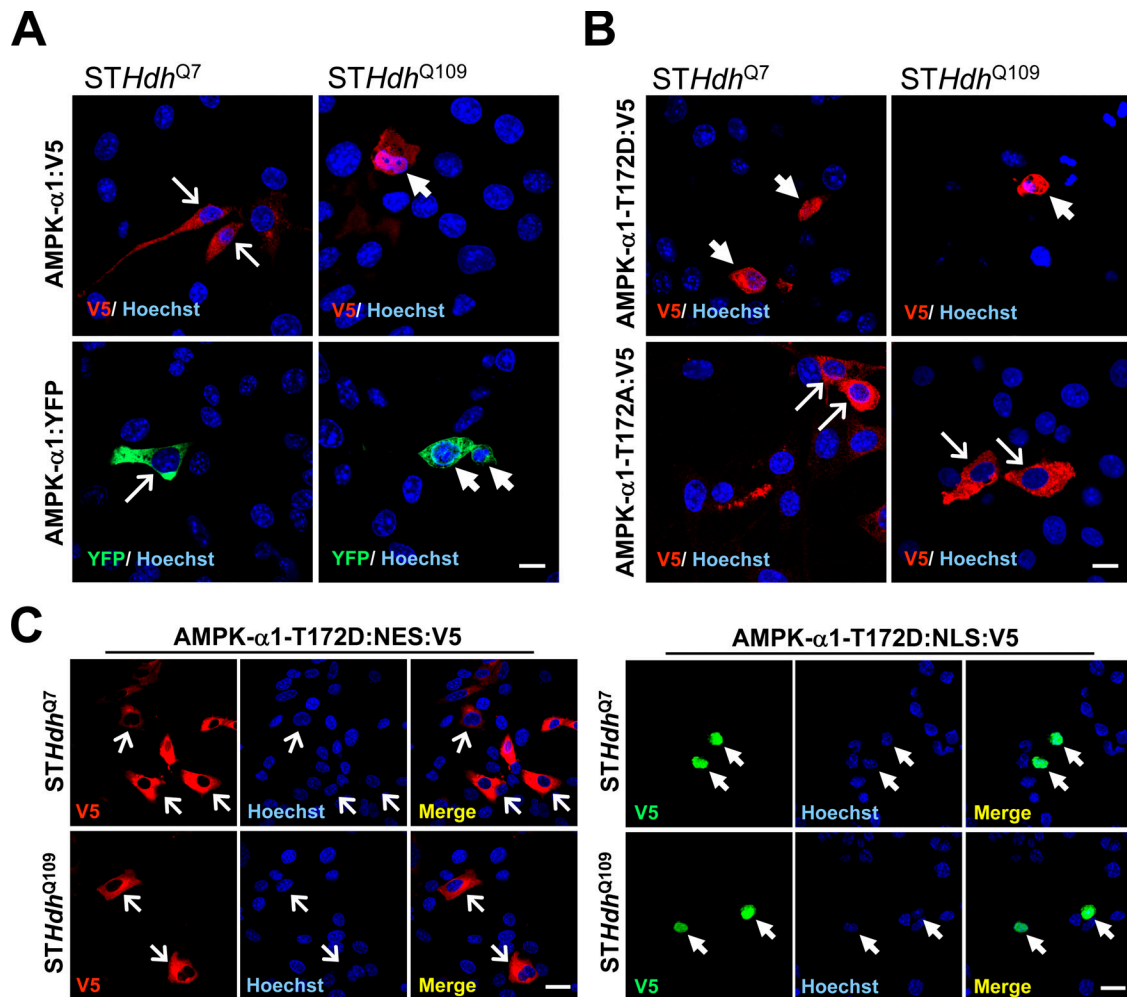 A
STHdhQ7
STHdhQ109
AMPK-α1:V5
V5/ Hoechst
V5/ Hoechst
AMPK-α1:YFP
YFP/ Hoechst
YFP/ Hoechst
B
STHdhQ7
STHdhQ109
AMPK-α1-T172D:V5
V5/ Hoechst
V5/ Hoechst
AMPK-α1-T172A:V5
V5/ Hoechst
V5/ Hoechst
C
AMPK-α1-T172D:NES:V5
STHdhQ7
V5
Hoechst
Merge
STHdhQ109
V5
Hoechst
Merge
AMPK-α1-T172D:NLS:V5
STHdhQ7
V5
Hoechst
Merge
STHdhQ109
V5
Hoechst
Merge